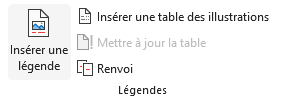 Insérer une légende
Insérer une table des illustrations
Mettre à jour la table
Renvoi
Légendes